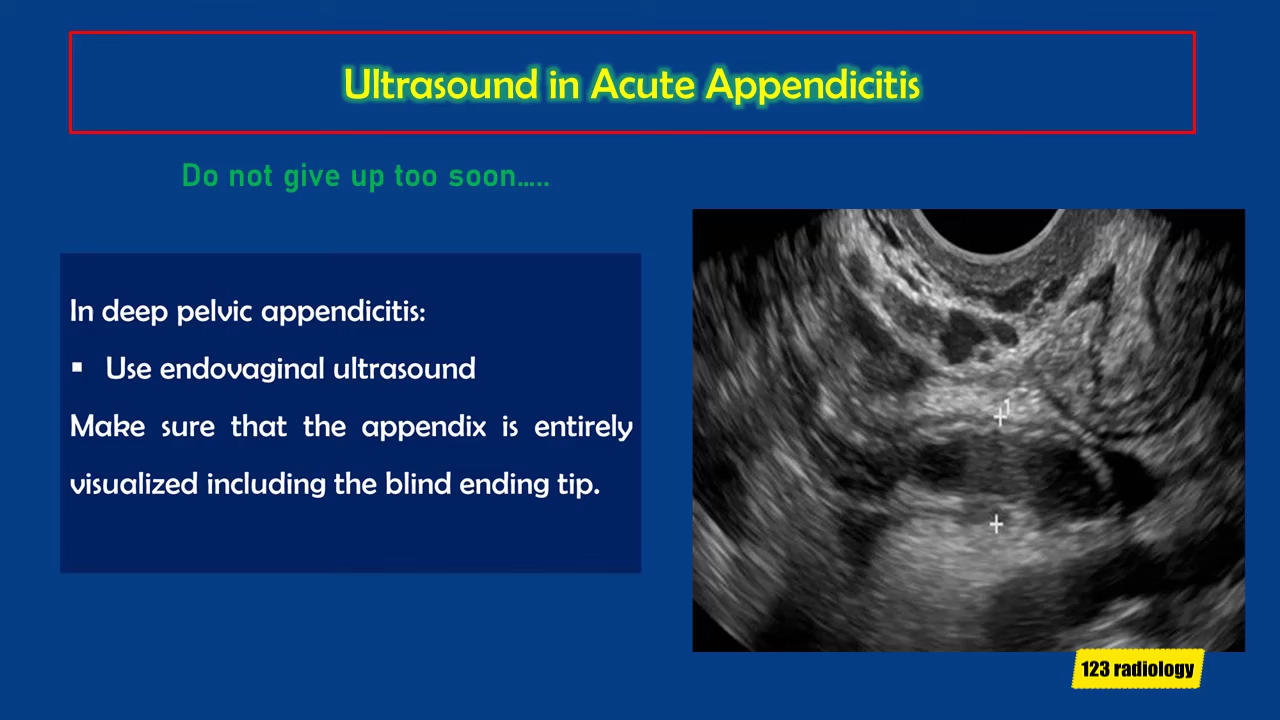 Ultrasound in Acute Appendicitis
Do not give up too soon.....
In deep pelvic appendicitis:
▪ Use endovaginal ultrasound
Make sure that the appendix is entirely
visualized including the blind ending tip.
1
123 radiology